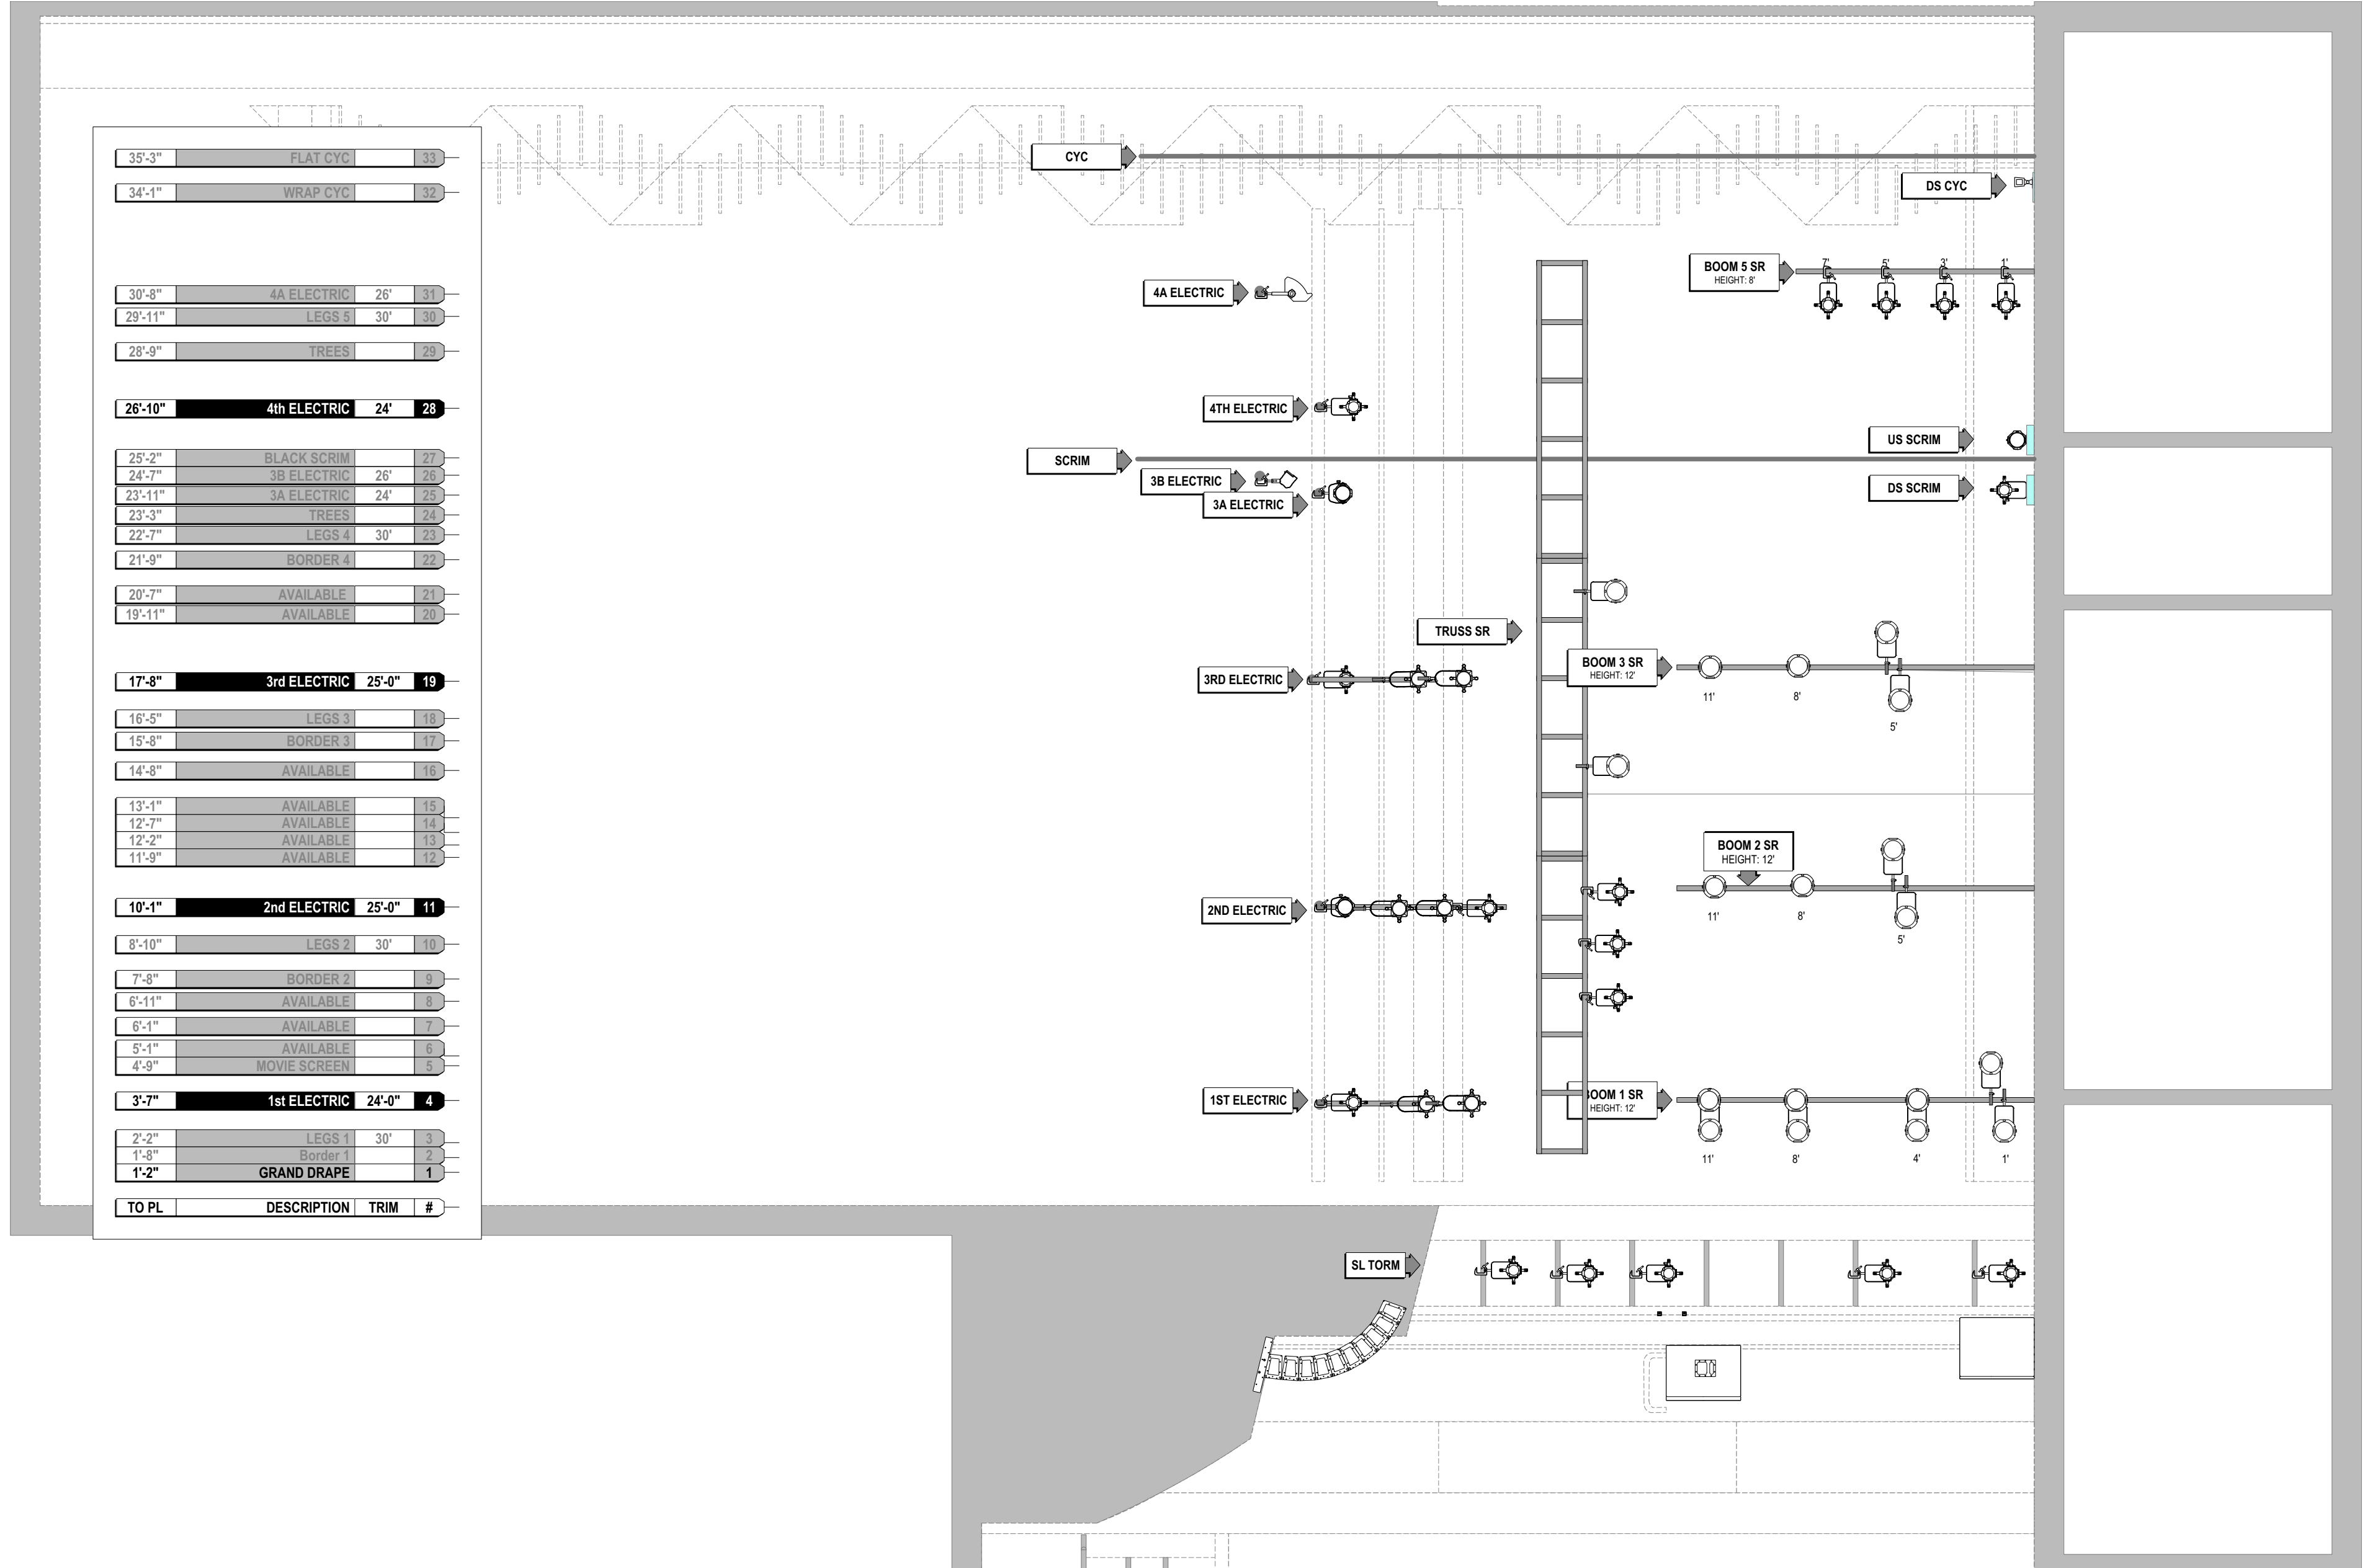 35'-3" FLAT CYC 33
34'-1" WRAP CYC 32
30'-8" 4A ELECTRIC 26' 31
29'-11" LEGS 5 30' 30
28'-9" TREES 29
26'-10" 4th ELECTRIC 24' 28
25'-2" BLACK SCRIM 27
24'-7" 3B ELECTRIC 26' 26
23'-11" 3A ELECTRIC 24' 25
23'-3" TREES 24
22'-7" LEGS 4 30' 23
21'-9" BORDER 4 22
20'-7" AVAILABLE 21
19'-11" AVAILABLE 20
17'-8" 3rd ELECTRIC 25'-0" 19
16'-5" LEGS 3 18
15'-8" BORDER 3 17
14'-8" AVAILABLE 16
13'-1" AVAILABLE 15
12'-7" AVAILABLE 14
12'-2" AVAILABLE 13
11'-9" AVAILABLE 12
10'-1" 2nd ELECTRIC 25'-0" 11
8'-10" LEGS 2 30' 10
7'-8" BORDER 2 9
6'-11" AVAILABLE 8
6'-1" AVAILABLE 7
5'-1" AVAILABLE 6
4'-9" MOVIE SCREEN 5
3'-7" 1st ELECTRIC 24'-0" 4
2'-2" LEGS 1 30' 3
1'-8" Border 1 2
1'-2" GRAND DRAPE 1
TO PL DESCRIPTION TRIM #
CYC
DS CYC
BOOM 5 SR
HEIGHT: 8'
7' 5' 3' 1'
4A ELECTRIC
4TH ELECTRIC
US SCRIM
SCRIM
3B ELECTRIC
DS SCRIM
3A ELECTRIC
TRUSS SR
BOOM 3 SR
HEIGHT: 12'
3RD ELECTRIC
11' 8'
5'
BOOM 2 SR
HEIGHT: 12'
2ND ELECTRIC
11' 8'
5'
1ST ELECTRIC
BOOM 1 SR
HEIGHT: 12'
11' 8' 4' 1'
SL TORM